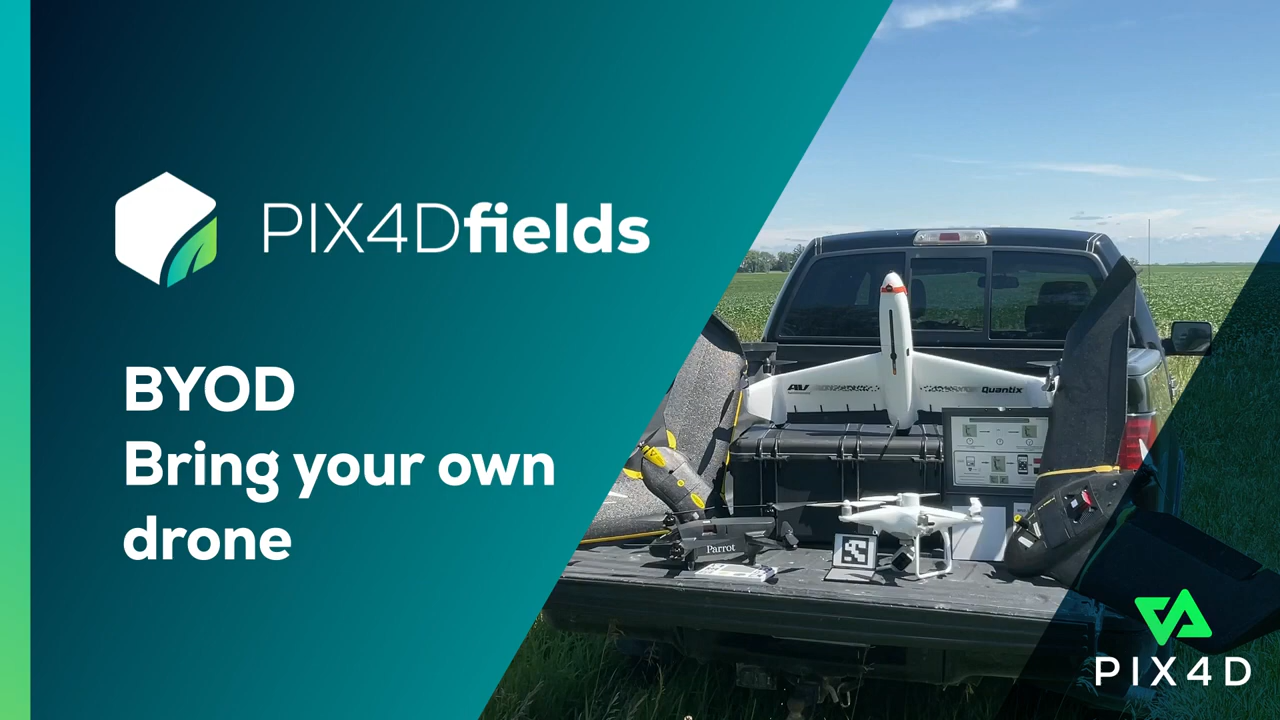 PIX4Dfields
BYOD
Bring your own
drone
Quantix
Parrot
PIX4D